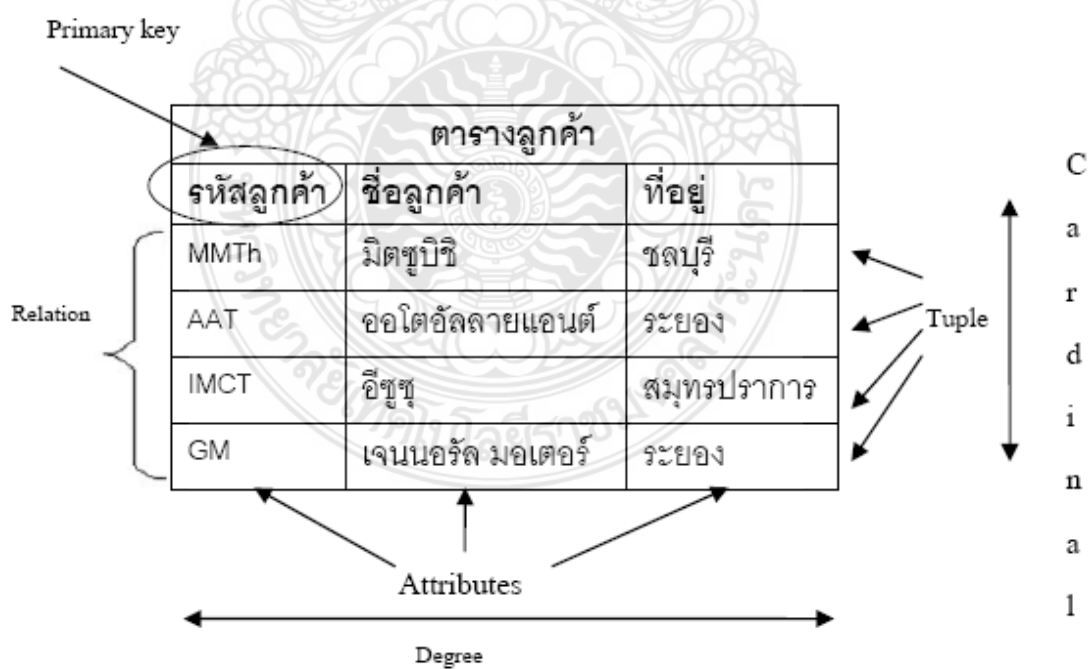 Primary key
ตารางลูกค้า
รหัสลูกค้า ชื่อลูกค้า ที่อยู่
MMTh มิตซูบิชิ ชลบุรี
AAT ออโตอัลลายแอนต์ ระยอง
IMCT อีซูซุ สมุทรปราการ
GM เจนนอรัล มอเตอร์ ระยอง
Relation
Tuple
Cardinal
Attributes
Degree